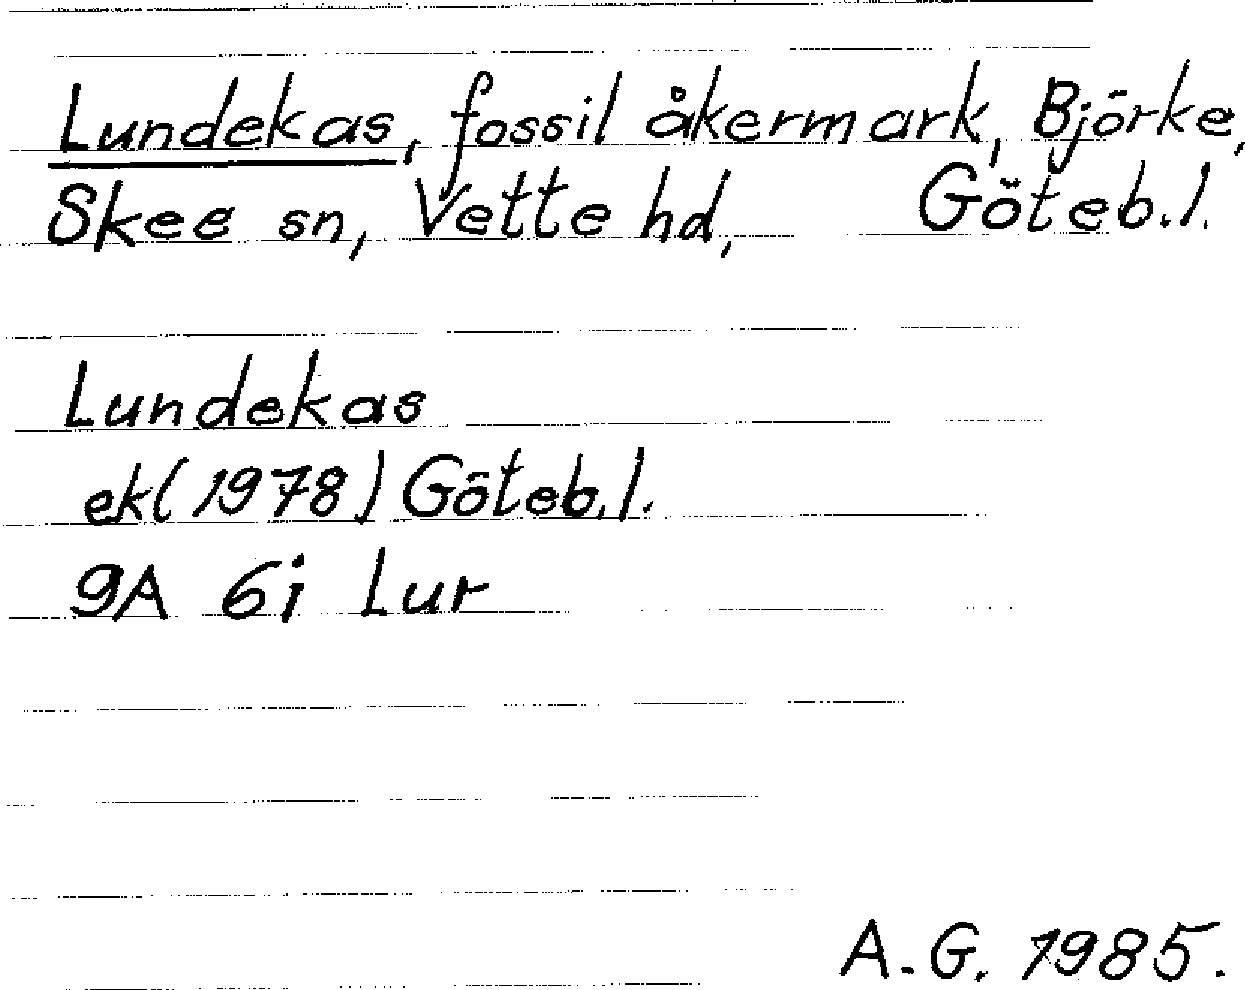 Lundekas, fossil åkermark, Björke,
Skee sn, Vette hd, Göteb.l.
Lundekas
ek(1978) Göteb.l.
9A 6i Lur
A.G. 1985.